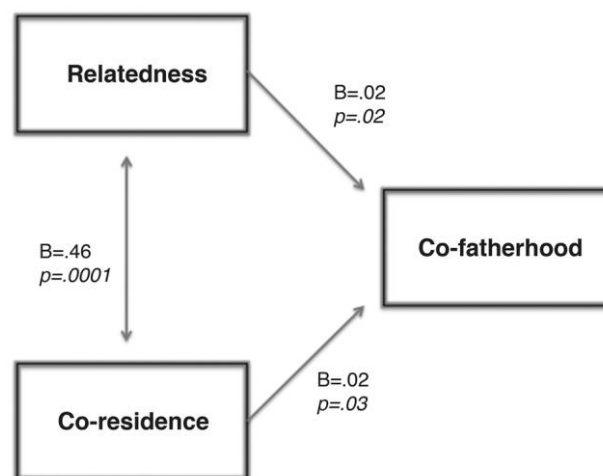 Relatedness
B=.02
p=.02
B=.46
p=.0001
Co-fatherhood
Co-residence
B=.02
p=.03